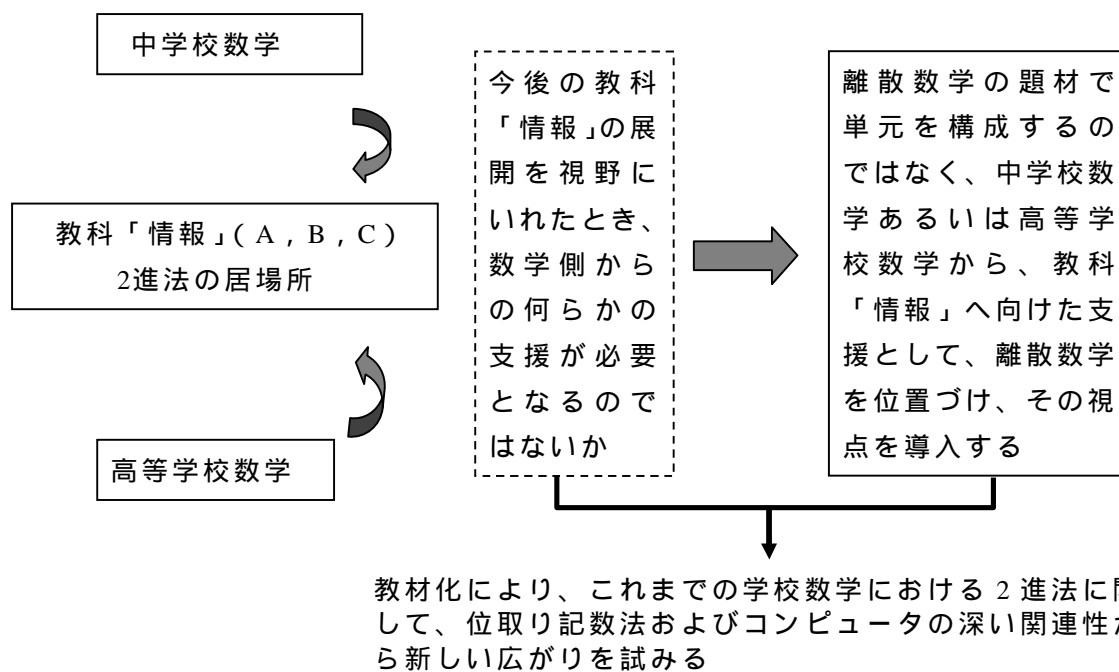 中学校数学
教科「情報」(A,B,C)
2進法の居場所
高等学校数学
今後の教科
「情報」の展
開を視野に
いれたとき、
数学側から
の何らかの
支援が必要
となるので
はないか
離散数学の題材で
単元を構成するの
ではなく、中学校数
学あるいは高等学
校数学から、教科
「情報」へ向けた支
援として、離散数学
を位置づけ、その視
点を導入する
教材化により、これまでの学校数学における2進法に
して、位取り記数法およびコンピュータの深い関連性
ら新しい広がりを試みる